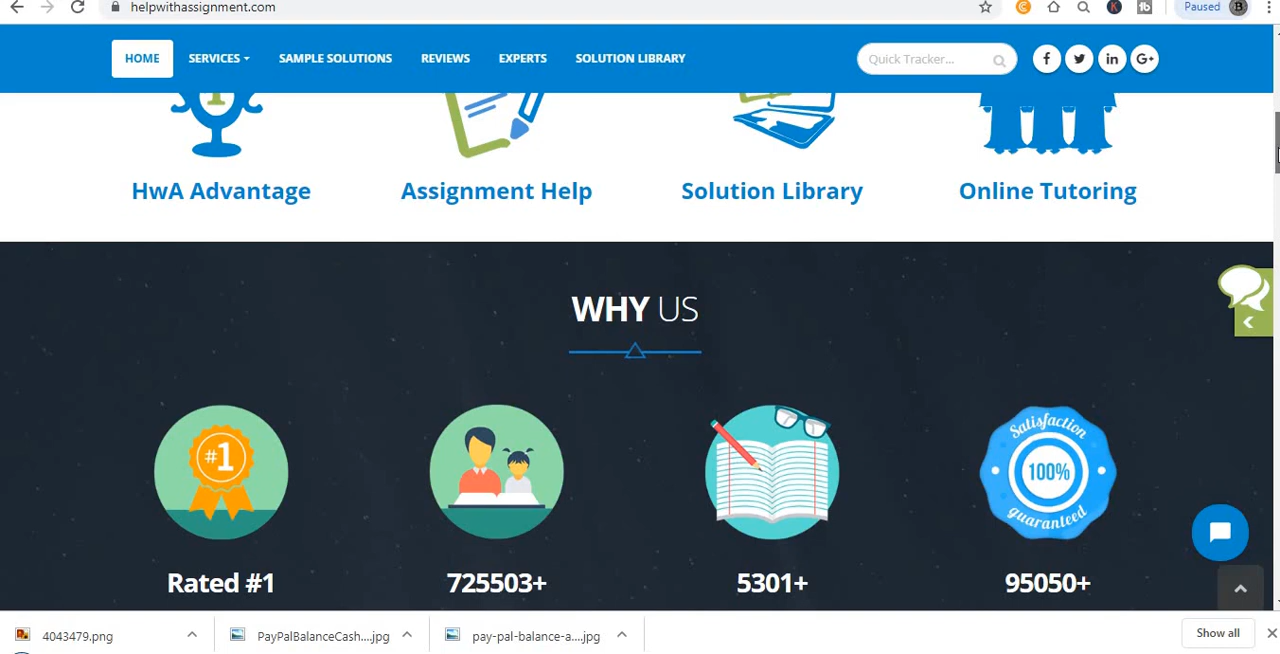 helpwithassignment.com
Paused
HOME SERVICES SAMPLE SOLUTIONS REVIEWS EXPERTS SOLUTION LIBRARY Quick Tracker... f in G+
HwA Advantage Assignment Help Solution Library Online Tutoring
WHY US
#1
Satisfaction
100%
guaranteed
Rated #1 725503+ 5301+ 95050+
4043479.png PayPalBalanceCash....jpg pay-pal-balance-a....jpg Show all